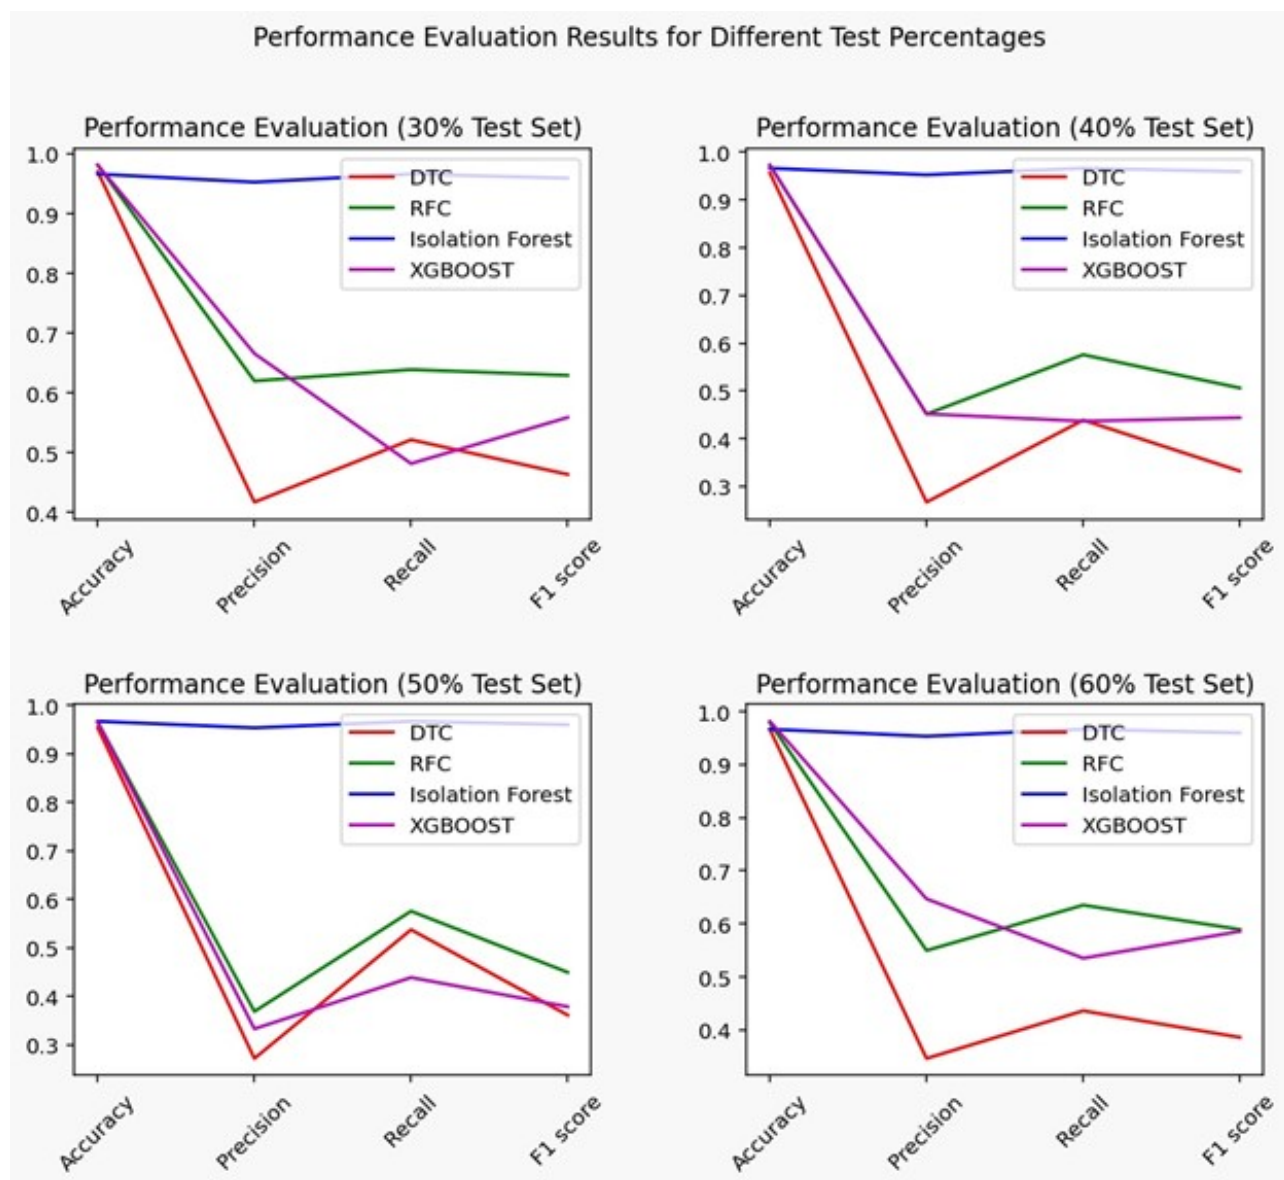 Performance Evaluation Results for Different Test Percentages
Performance Evaluation (30% Test Set)
1.0
0.9
0.8
0.7
0.6
0.5
0.4
DTC
RFC
Isolation Forest
XGBOOST
Accuracy
Precision
Recall
F1 score
Performance Evaluation (40% Test Set)
1.0
0.9
0.8
0.7
0.6
0.5
0.4
0.3
DTC
RFC
Isolation Forest
XGBOOST
Accuracy
Precision
Recall
F1 score
Performance Evaluation (50% Test Set)
1.0
0.9
0.8
0.7
0.6
0.5
0.4
0.3
DTC
RFC
Isolation Forest
XGBOOST
Accuracy
Precision
Recall
F1 score
Performance Evaluation (60% Test Set)
1.0
0.9
0.8
0.7
0.6
0.5
0.4
DTC
RFC
Isolation Forest
XGBOOST
Accuracy
Precision
Recall
F1 score